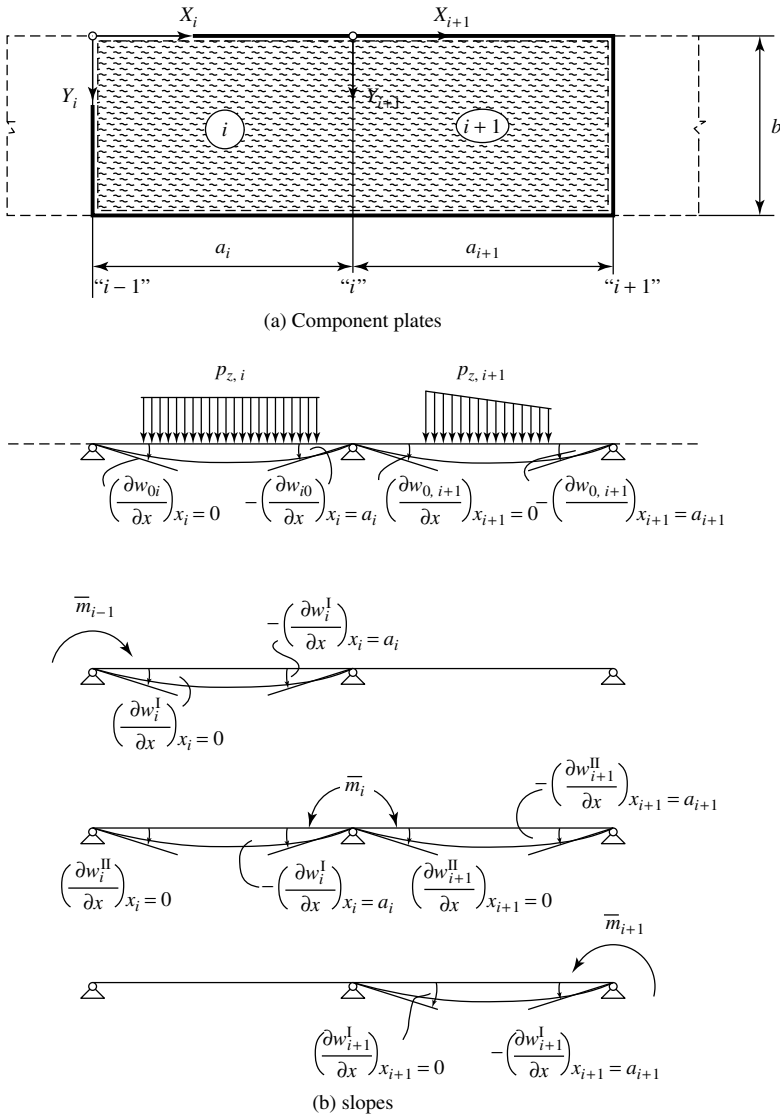 X_i X_{i+1}
Y_i Y_{i+1}
i i + 1 b
a_i a_{i+1}
“i – 1” “i” “i + 1”
(a) Component plates
p_{z, i} p_{z, i+1}
(∂w_{0i}/∂x)_{x_i = 0} –(∂w_{i0}/∂x)_{x_i = a_i} (∂w_{0, i+1}/∂x)_{x_{i+1} = 0} –(∂w_{0, i+1}/∂x)_{x_{i+1} = a_{i+1}}
m̅_{i–1} –(∂w_i^I/∂x)_{x_i = a_i}
(∂w_i^I/∂x)_{x_i = 0}
m̅_i –(∂w_{i+1}^{II}/∂x)_{x_{i+1} = a_{i+1}}
(∂w_i^{II}/∂x)_{x_i = 0} –(∂w_i^I/∂x)_{x_i = a_i} (∂w_{i+1}^{II}/∂x)_{x_{i+1} = 0}
m̅_{i+1}
(∂w_{i+1}^I/∂x)_{x_{i+1} = 0} –(∂w_{i+1}^I/∂x)_{x_{i+1} = a_{i+1}}
(b) slopes